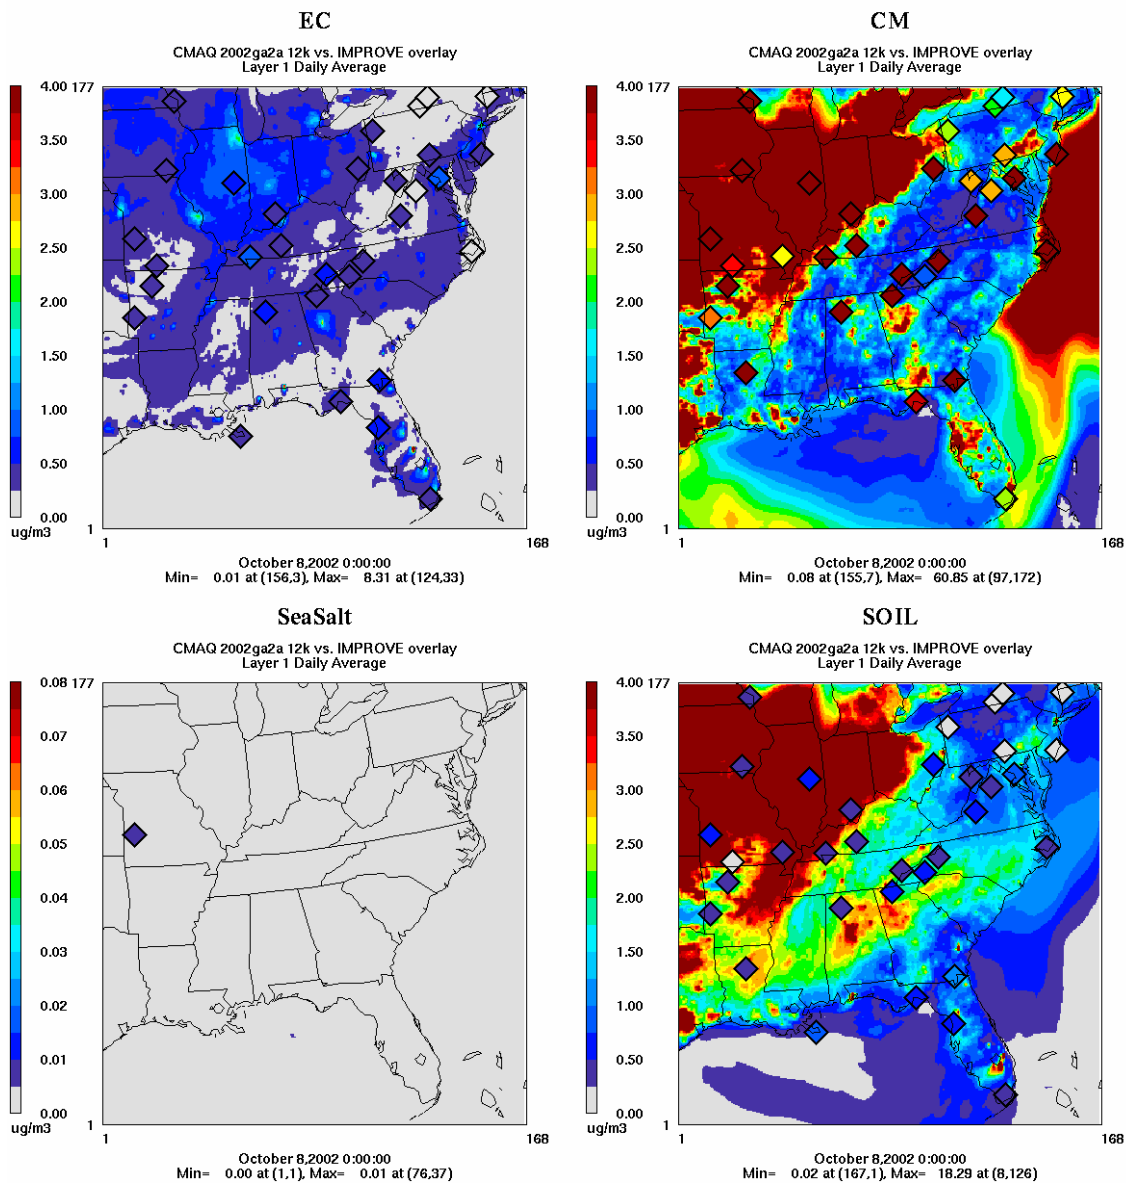 EC
CMAQ 2002ga2a 12k vs. IMPROVE overlay
Layer 1 Daily Average
4.00 177
3.50
3.00
2.50
2.00
1.50
1.00
0.50
0.00
ug/m3
1
1 168
October 8,2002 0:00:00
Min= 0.01 at (156,3), Max= 8.31 at (124,33)
CM
CMAQ 2002ga2a 12k vs. IMPROVE overlay
Layer 1 Daily Average
4.00 177
3.50
3.00
2.50
2.00
1.50
1.00
0.50
0.00
ug/m3
1
1 168
October 8,2002 0:00:00
Min= 0.08 at (155,7), Max= 60.85 at (97,172)
SeaSalt
CMAQ 2002ga2a 12k vs. IMPROVE overlay
Layer 1 Daily Average
0.08 177
0.07
0.06
0.05
0.04
0.03
0.02
0.01
0.00
ug/m3
1
1 168
October 8,2002 0:00:00
Min= 0.00 at (1,1), Max= 0.01 at (76,37)
SOIL
CMAQ 2002ga2a 12k vs. IMPROVE overlay
Layer 1 Daily Average
4.00 177
3.50
3.00
2.50
2.00
1.50
1.00
0.50
0.00
ug/m3
1
1 168
October 8,2002 0:00:00
Min= 0.02 at (167,1), Max= 18.29 at (8,126)